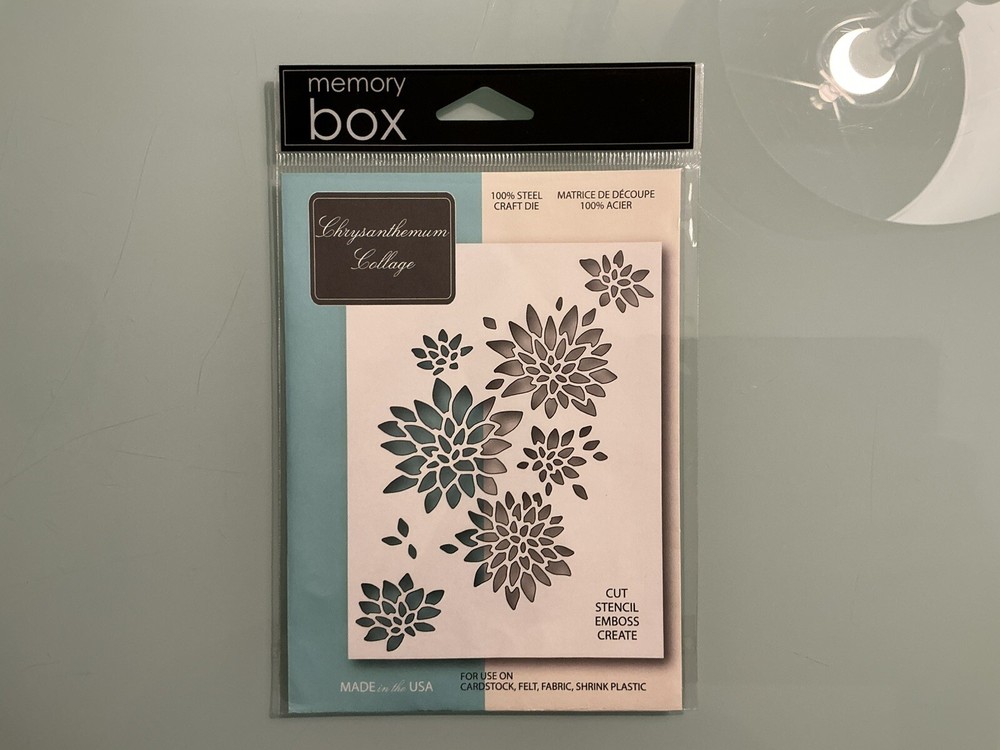 memory
box
100% STEEL
CRAFT DIE
MATRICE DE DÉCOUPE
100% ACIER
Chrysanthemum
Collage
CUT
STENCIL
EMBOSS
CREATE
MADE in the USA
FOR USE ON
CARDSTOCK, FELT, FABRIC, SHRINK PLASTIC